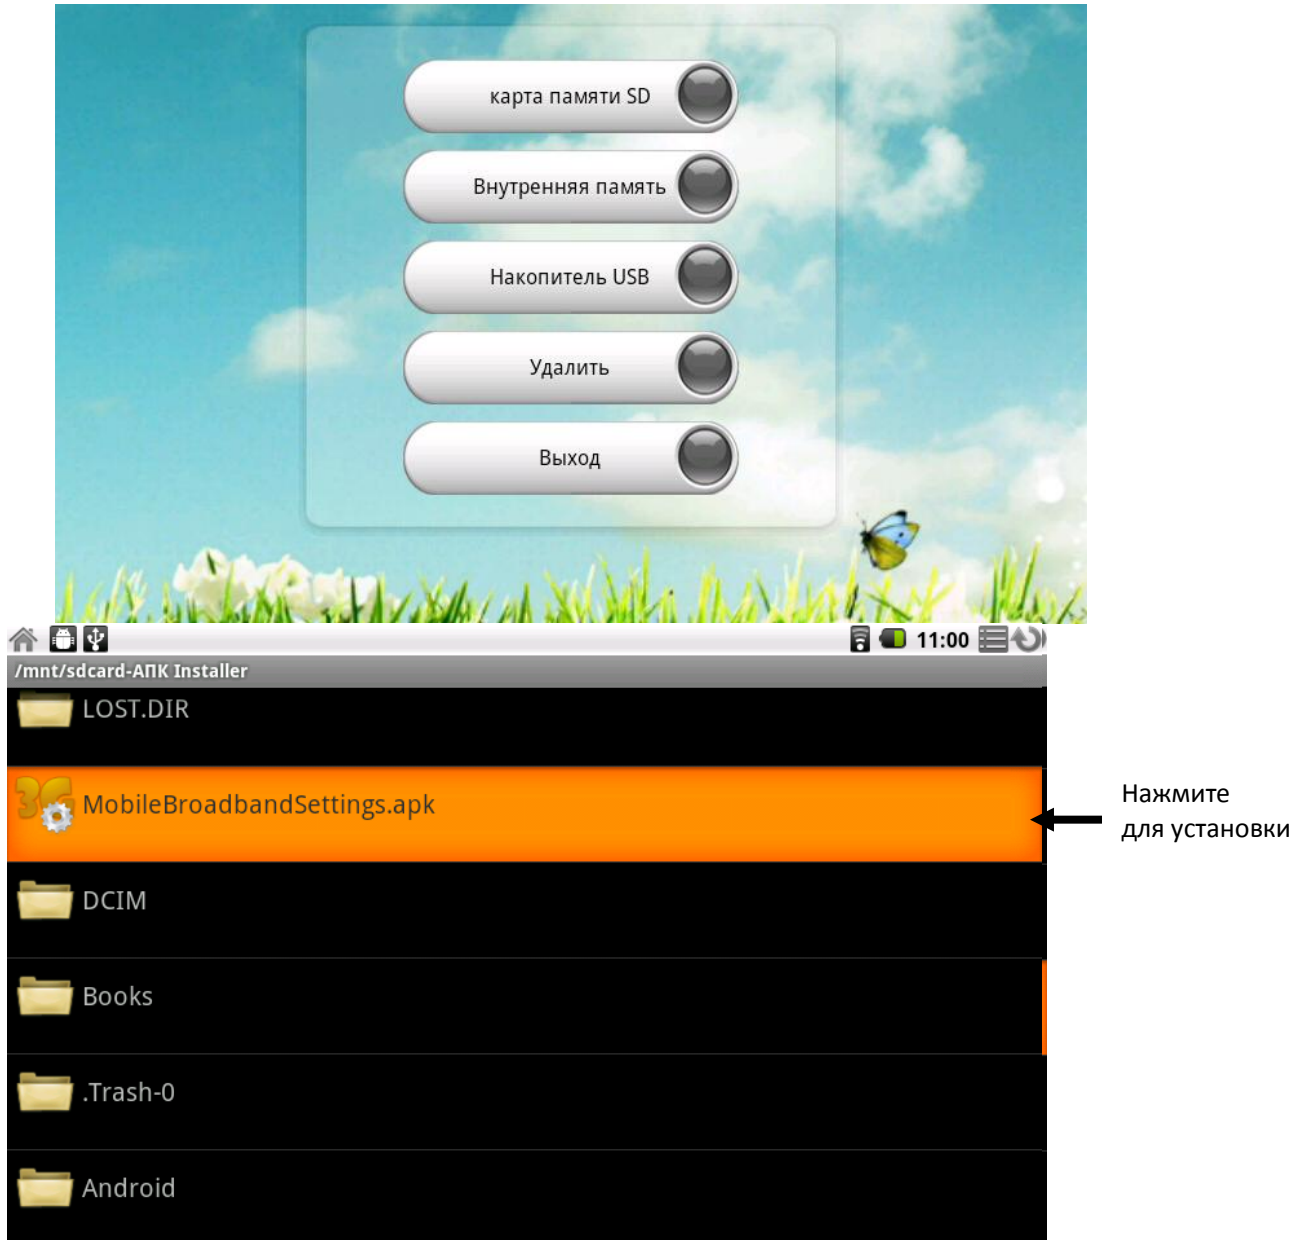 карта памяти SD
Внутренняя память
Накопитель USB
Удалить
Выход
11:00
/mnt/sdcard-АПК Installer
LOST.DIR
3G
MobileBroadbandSettings.apk
Нажмите
для установки
DCIM
Books
.Trash-0
Android